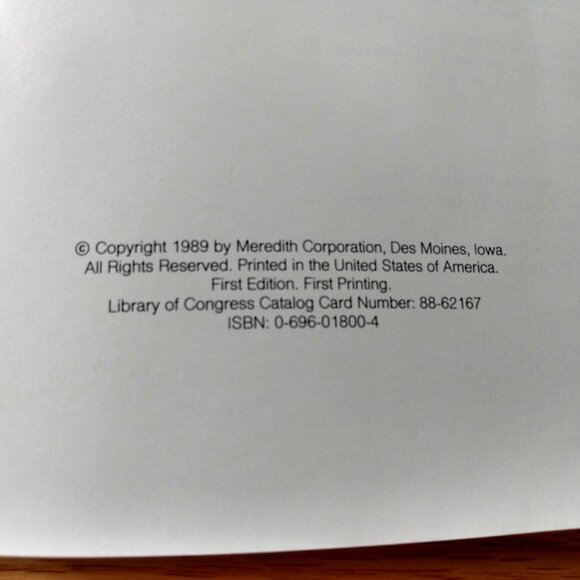 © Copyright 1989 by Meredith Corporation, Des Moines, Iowa.
All Rights Reserved. Printed in the United States of America.
First Edition. First Printing.
Library of Congress Catalog Card Number: 88-62167
ISBN: 0-696-01800-4